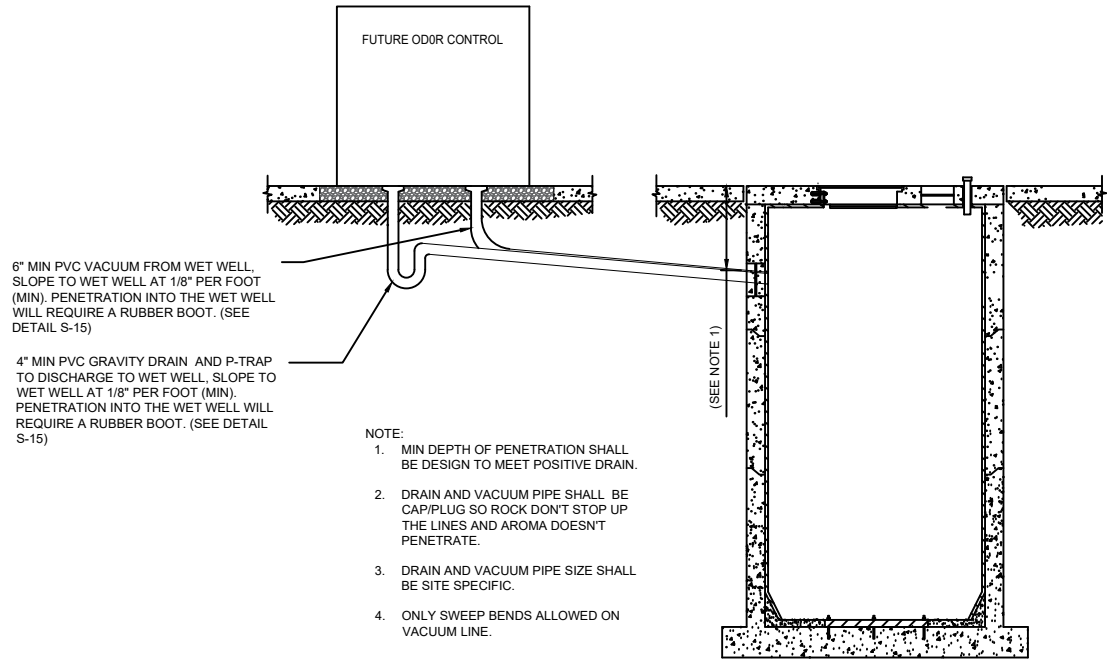 FUTURE OD0R CONTROL
6" MIN PVC VACUUM FROM WET WELL,
SLOPE TO WET WELL AT 1/8" PER FOOT
(MIN). PENETRATION INTO THE WET WELL
WILL REQUIRE A RUBBER BOOT. (SEE
DETAIL S-15)
4" MIN PVC GRAVITY DRAIN AND P-TRAP
TO DISCHARGE TO WET WELL, SLOPE TO
WET WELL AT 1/8" PER FOOT (MIN).
PENETRATION INTO THE WET WELL WILL
REQUIRE A RUBBER BOOT. (SEE DETAIL
S-15)
(SEE NOTE 1)
NOTE:
1. MIN DEPTH OF PENETRATION SHALL
BE DESIGN TO MEET POSITIVE DRAIN.
2. DRAIN AND VACUUM PIPE SHALL BE
CAP/PLUG SO ROCK DON'T STOP UP
THE LINES AND AROMA DOESN'T
PENETRATE.
3. DRAIN AND VACUUM PIPE SIZE SHALL
BE SITE SPECIFIC.
4. ONLY SWEEP BENDS ALLOWED ON
VACUUM LINE.